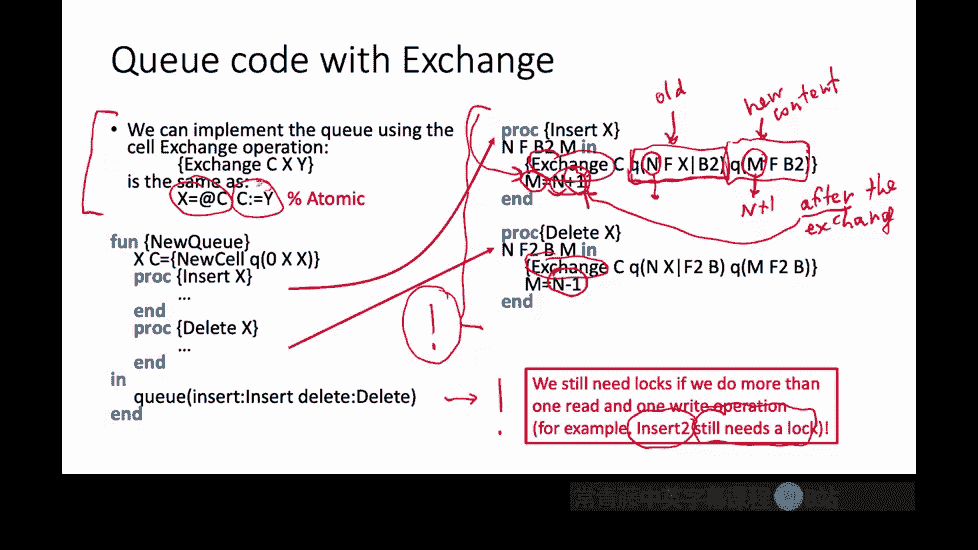 Queue code with Exchange
• We can implement the queue using the
cell Exchange operation:
{Exchange C X Y}
is the same as:
X=@C C:=Y % Atomic
fun {NewQueue}
X C={NewCell q(0 X X)}
proc {Insert X}
...
end
proc {Delete X}
...
end
in
queue(insert:Insert delete:Delete)
end
old
new
content
proc {Insert X}
N F B2 M in
{Exchange C q(N F X|B2) q(M F B2)}
M=N+1
end
N+1
after the
exchange
proc{Delete X}
N F2 B M in
{Exchange C q(N X|F2 B) q(M F2 B)}
M=N-1
end
!
!
We still need locks if we do more than
one read and one write operation
(for example, Insert2 still needs a lock)!